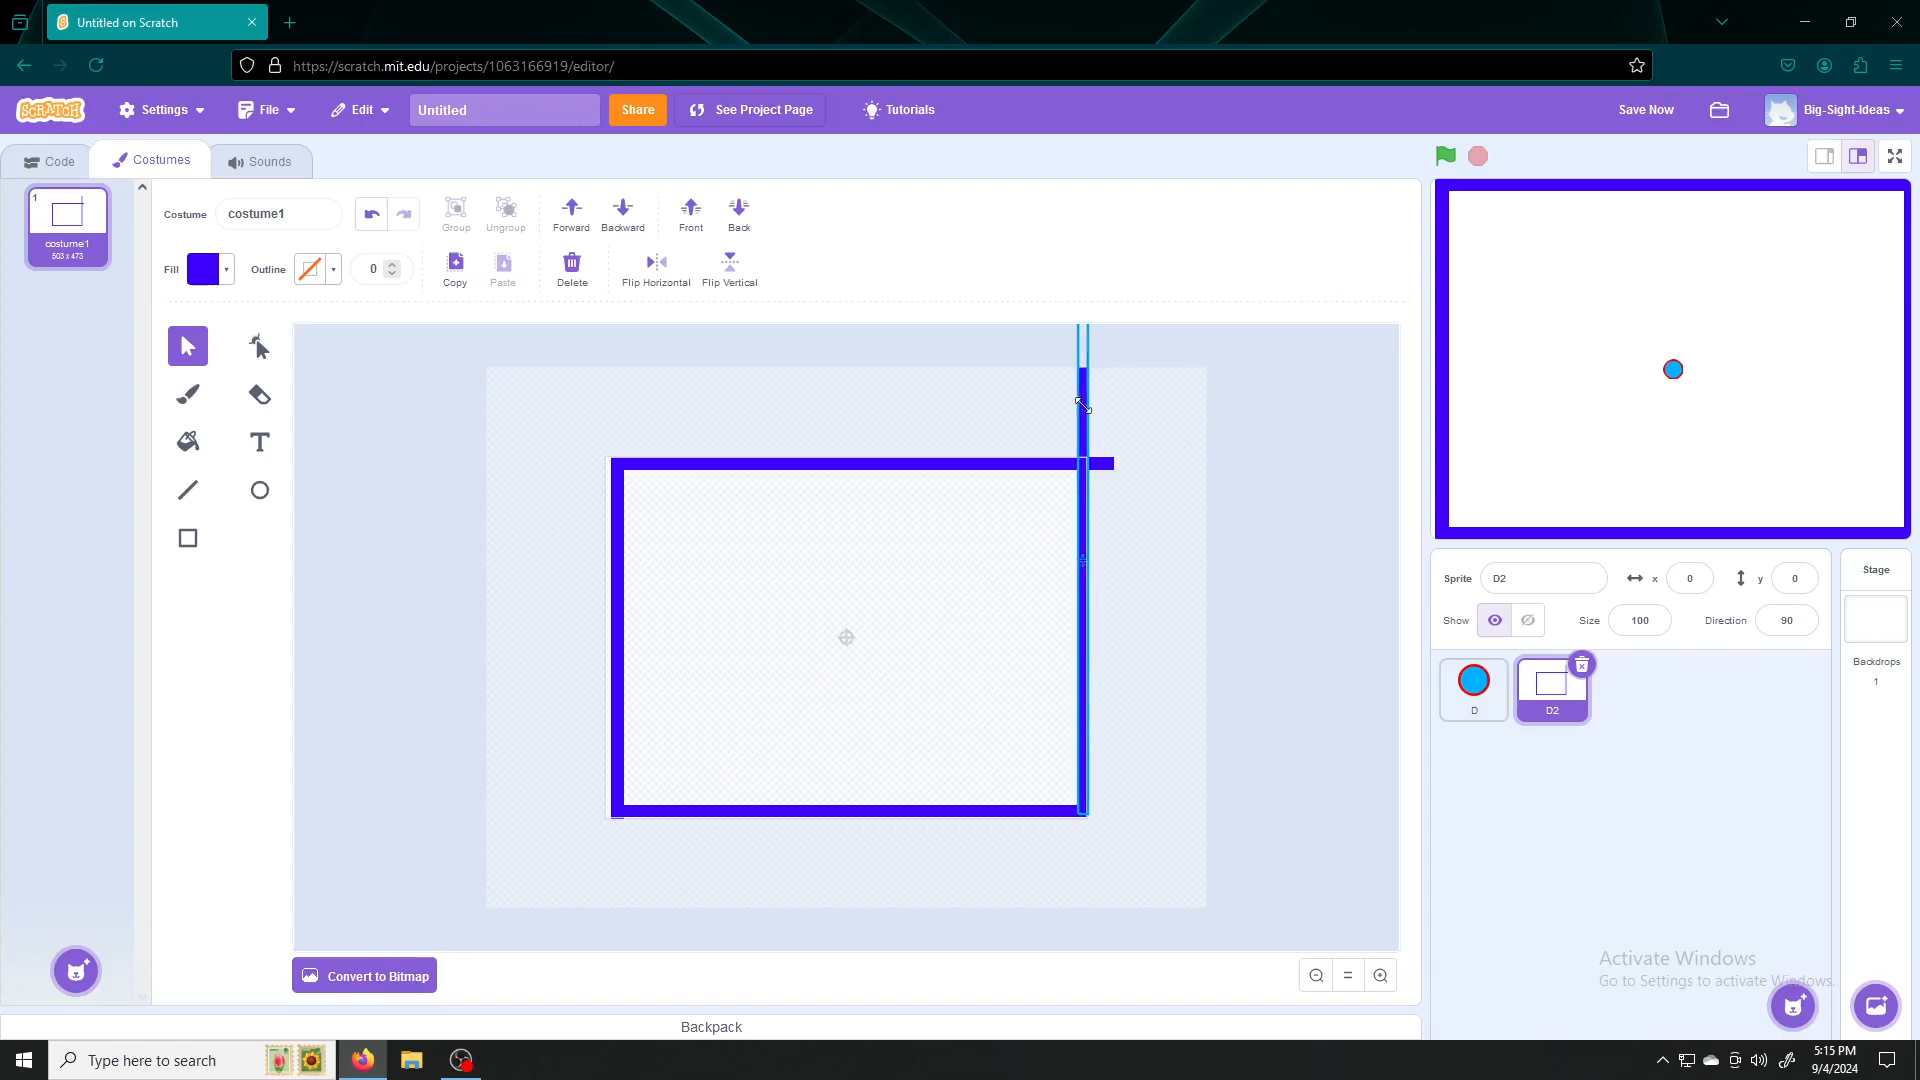 Untitled on Scratch
https://scratch.mit.edu/projects/1063166919/editor/
SCRATCH
Settings
File
Edit
Untitled
Share
See Project Page
Tutorials
Save Now
Big-Sight-Ideas
Code
Costumes
Sounds
1
costume1
503 x 473
Costume
costume1
Group
Ungroup
Forward
Backward
Front
Back
Fill
Outline
0
Copy
Paste
Delete
Flip Horizontal
Flip Vertical
T
Convert to Bitmap
Backpack
Sprite
D2
x
0
y
0
Show
Size
100
Direction
90
D
D2
Stage
Backdrops
1
Activate Windows
Go to Settings to activate Windows.
Type here to search
5:15 PM
9/4/2024